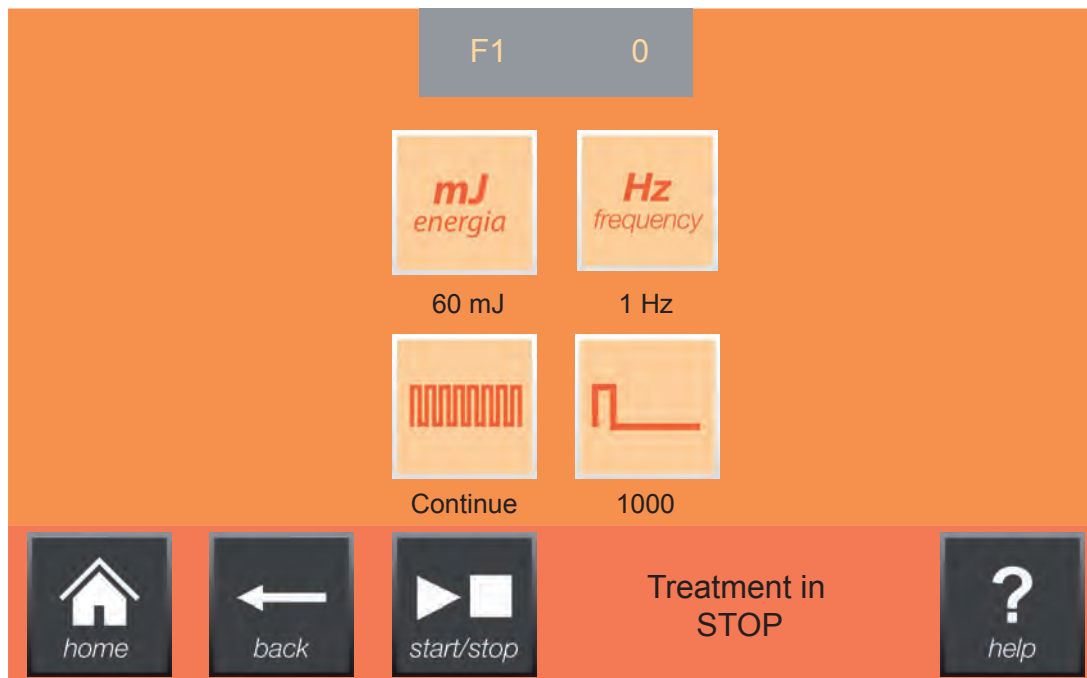 F1 0
mJ
energia
Hz
frequency
60 mJ
1 Hz
Continue
1000
home
back
start/stop
Treatment in
STOP
?
help